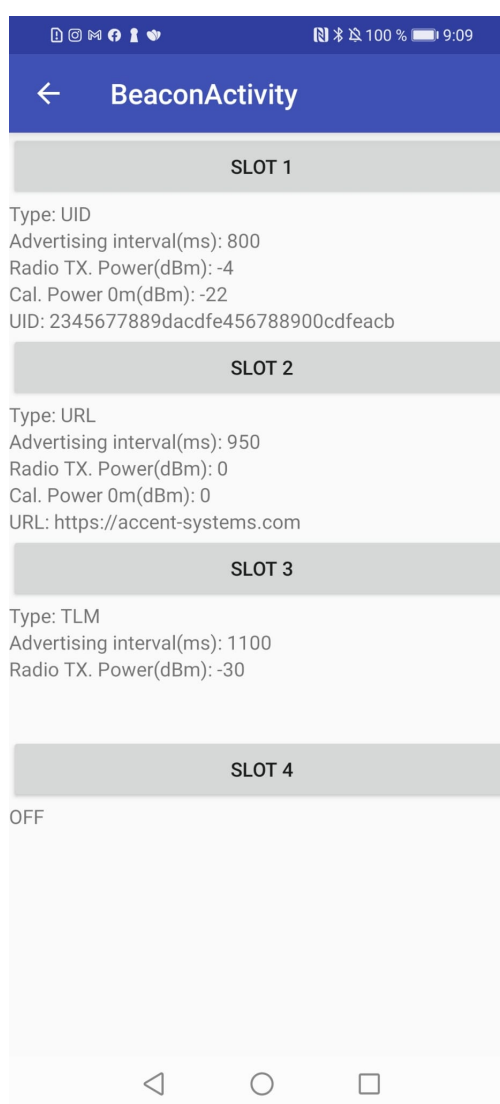 100 % 9:09
BeaconActivity
SLOT 1
Type: UID
Advertising interval(ms): 800
Radio TX. Power(dBm): -4
Cal. Power 0m(dBm): -22
UID: 2345677889dacdfe456788900cdfeacb
SLOT 2
Type: URL
Advertising interval(ms): 950
Radio TX. Power(dBm): 0
Cal. Power 0m(dBm): 0
URL: https://accent-systems.com
SLOT 3
Type: TLM
Advertising interval(ms): 1100
Radio TX. Power(dBm): -30
SLOT 4
OFF